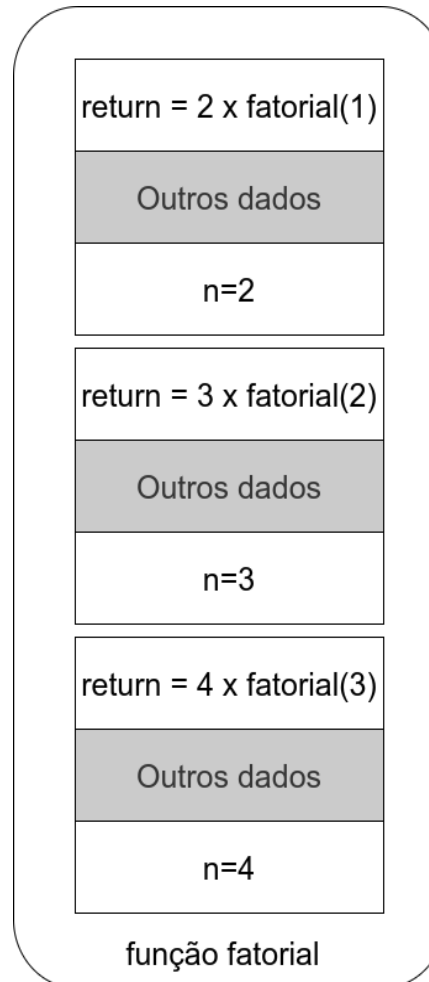 return = 2 x fatorial(1)
Outros dados
n=2
return = 3 x fatorial(2)
Outros dados
n=3
return = 4 x fatorial(3)
Outros dados
n=4
função fatorial